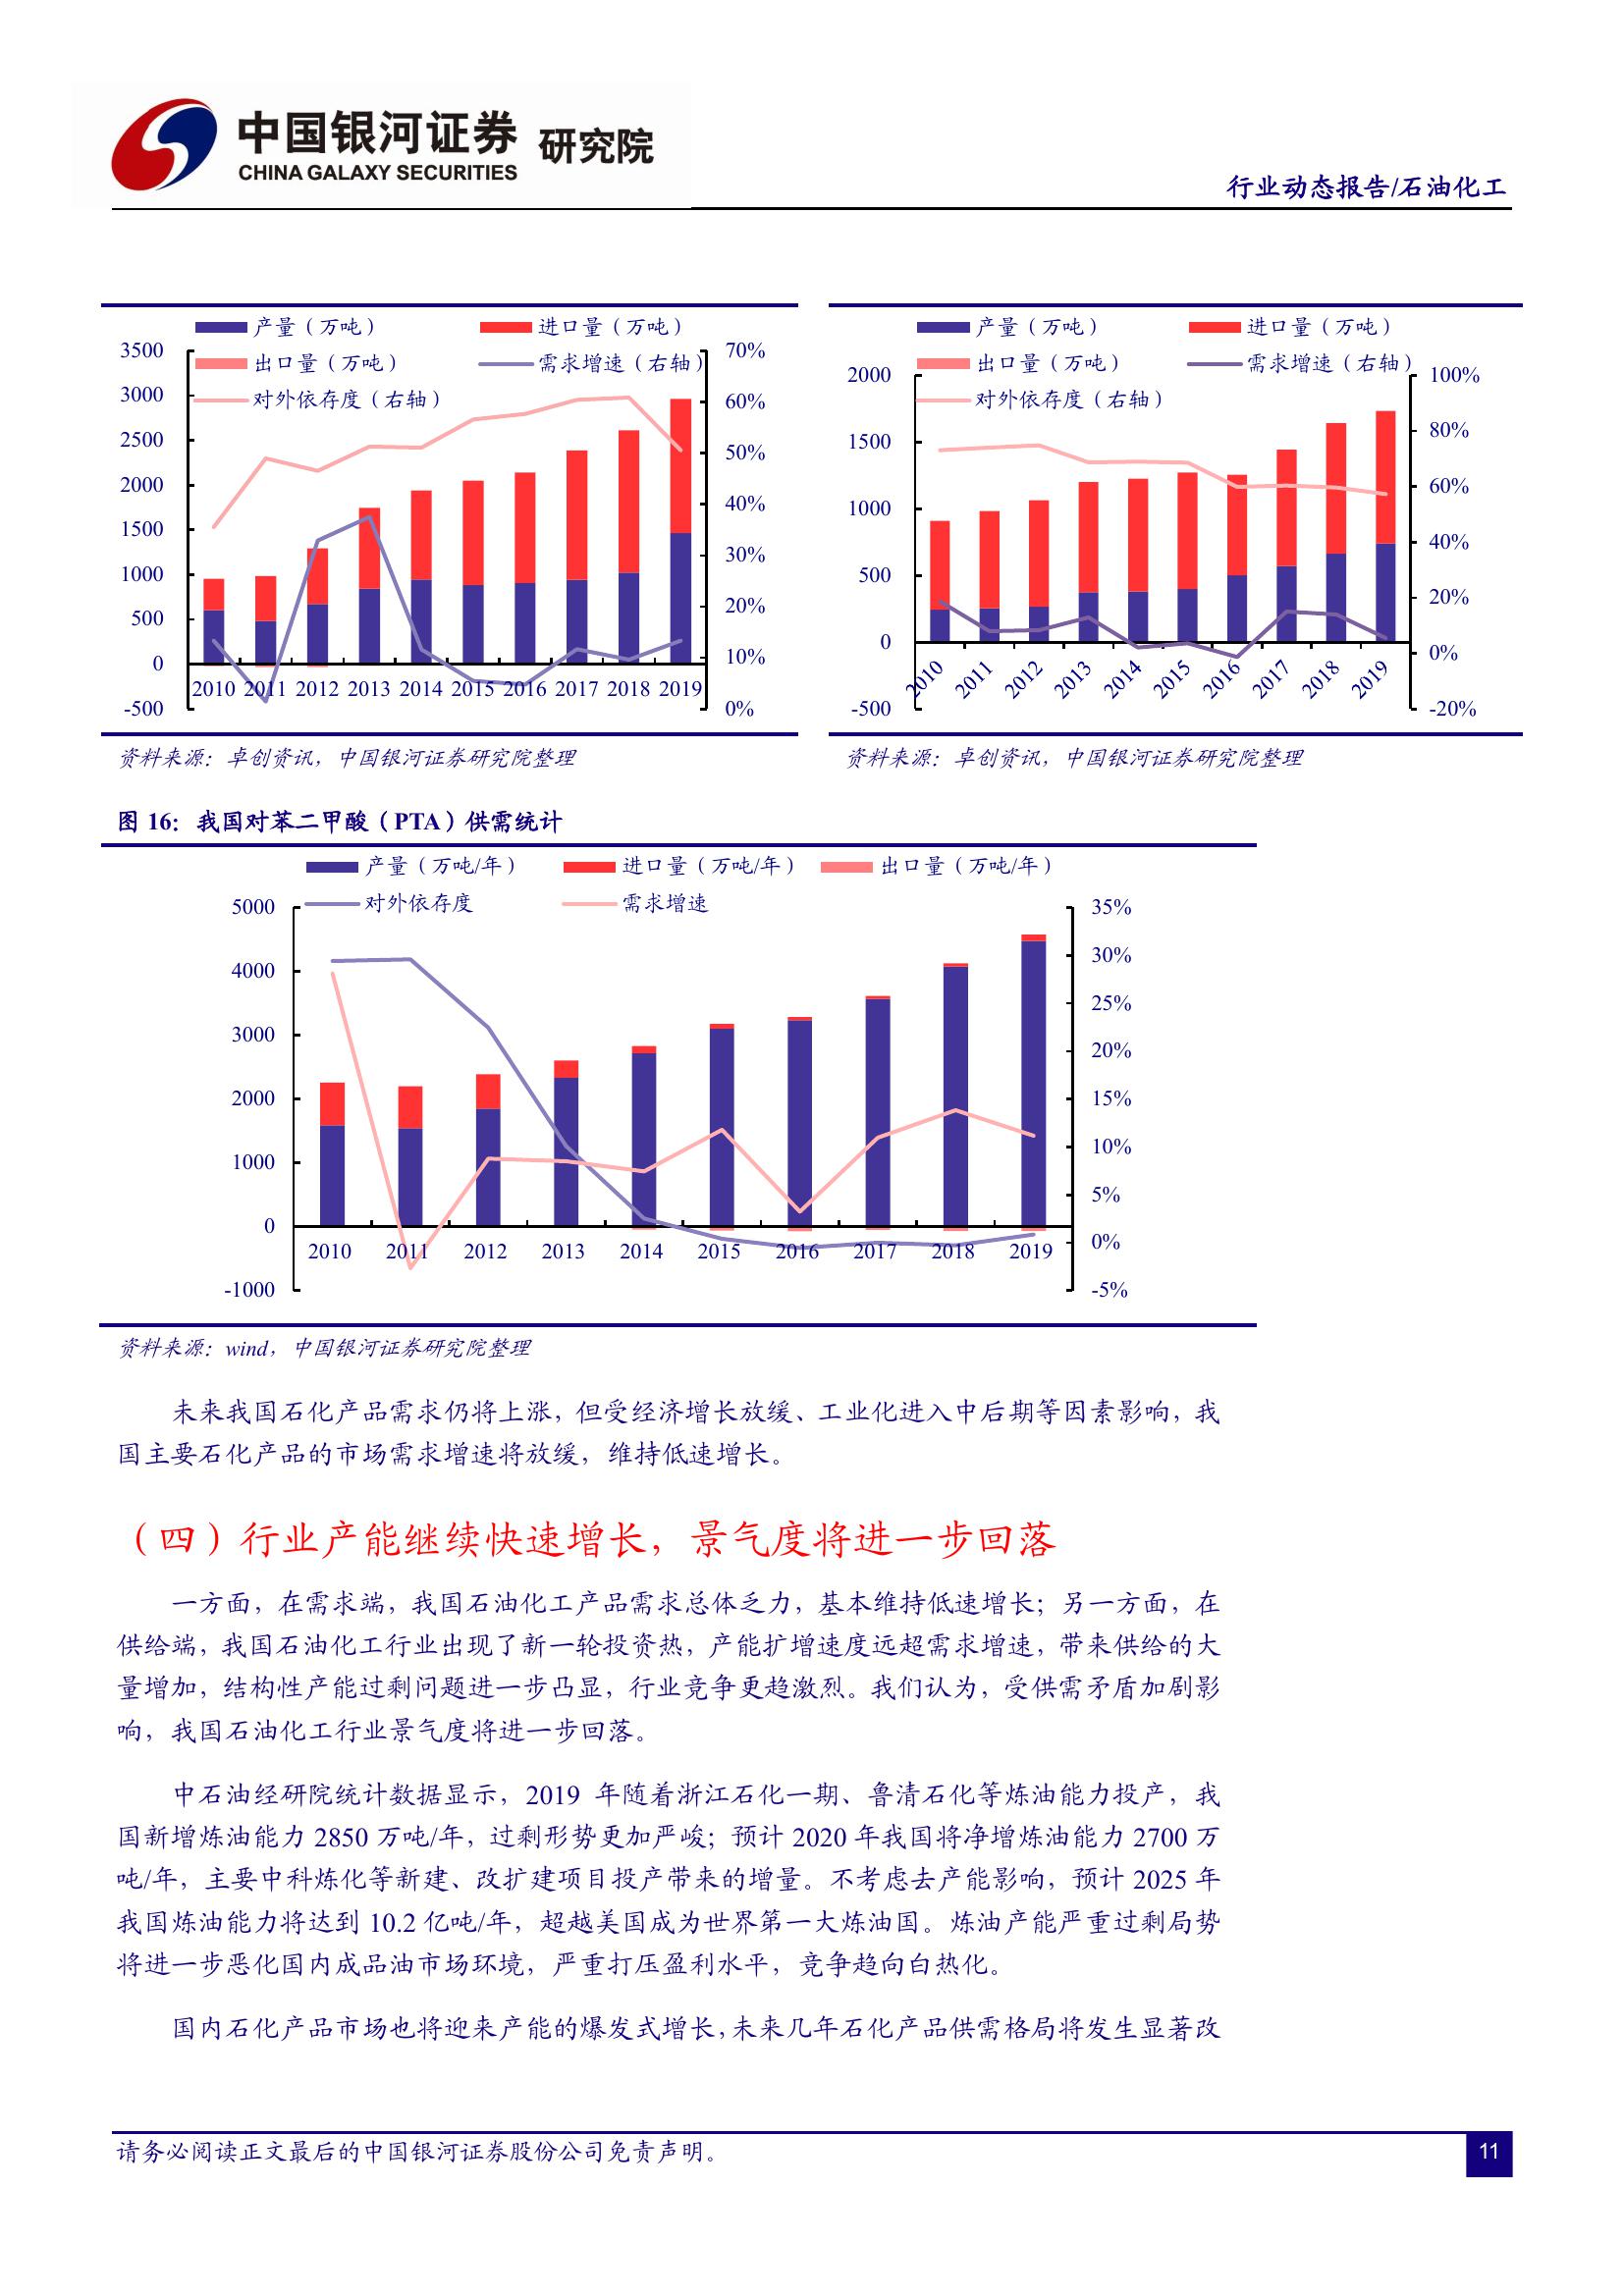 中国银河证券 研究院
CHINA GALAXY SECURITIES
行业动态报告/石油化工
产量（万吨） 进口量（万吨）
出口量（万吨） 需求增速（右轴）
对外依存度（右轴）
3500
3000
2500
2000
1500
1000
500
0
-500
70%
60%
50%
40%
30%
20%
10%
0%
2010 2011 2012 2013 2014 2015 2016 2017 2018 2019
产量（万吨） 进口量（万吨）
出口量（万吨） 需求增速（右轴）
对外依存度（右轴）
2000
1500
1000
500
0
-500
100%
80%
60%
40%
20%
0%
-20%
2010 2011 2012 2013 2014 2015 2016 2017 2018 2019
资料来源：卓创资讯，中国银河证券研究院整理
资料来源：卓创资讯，中国银河证券研究院整理
图 16：我国对苯二甲酸（PTA）供需统计
产量（万吨/年） 进口量（万吨/年） 出口量（万吨/年）
对外依存度 需求增速
5000
4000
3000
2000
1000
0
-1000
35%
30%
25%
20%
15%
10%
5%
0%
-5%
2010 2011 2012 2013 2014 2015 2016 2017 2018 2019
资料来源：wind，中国银河证券研究院整理
未来我国石化产品需求仍将上涨，但受经济增长放缓、工业化进入中后期等因素影响，我
国主要石化产品的市场需求增速将放缓，维持低速增长。
（四）行业产能继续快速增长，景气度将进一步回落
一方面，在需求端，我国石油化工产品需求总体乏力，基本维持低速增长；另一方面，在
供给端，我国石油化工行业出现了新一轮投资热，产能扩增速度远超需求增速，带来供给的大
量增加，结构性产能过剩问题进一步凸显，行业竞争更趋激烈。我们认为，受供需矛盾加剧影
响，我国石油化工行业景气度将进一步回落。
中石油经研院统计数据显示，2019 年随着浙江石化一期、鲁清石化等炼油能力投产，我
国新增炼油能力 2850 万吨/年，过剩形势更加严峻；预计 2020 年我国将净增炼油能力 2700 万
吨/年，主要中科炼化等新建、改扩建项目投产带来的增量。不考虑去产能影响，预计 2025 年
我国炼油能力将达到 10.2 亿吨/年，超越美国成为世界第一大炼油国。炼油产能严重过剩局势
将进一步恶化国内成品油市场环境，严重打压盈利水平，竞争趋向白热化。
国内石化产品市场也将迎来产能的爆发式增长，未来几年石化产品供需格局将发生显著改
请务必阅读正文最后的中国银河证券股份公司免责声明。
11